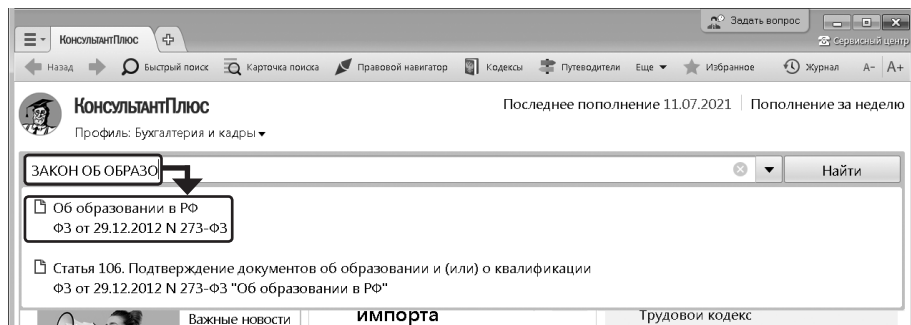 Задать вопрос
КонсультантПлюс
Сервисный центр
Назад Быстрый поиск Карточка поиска Правовой навигатор Кодексы Путеводители Еще Избранное Журнал A- A+
КонсультантПлюс
Последнее пополнение 11.07.2021 Пополнение за неделю
Профиль: Бухгалтерия и кадры
ЗАКОН ОБ ОБРАЗО
Найти
Об образовании в РФ
ФЗ от 29.12.2012 N 273-ФЗ
Статья 106. Подтверждение документов об образовании и (или) о квалификации
ФЗ от 29.12.2012 N 273-ФЗ "Об образовании в РФ"
Важные новости
импорта
Трудовой кодекс